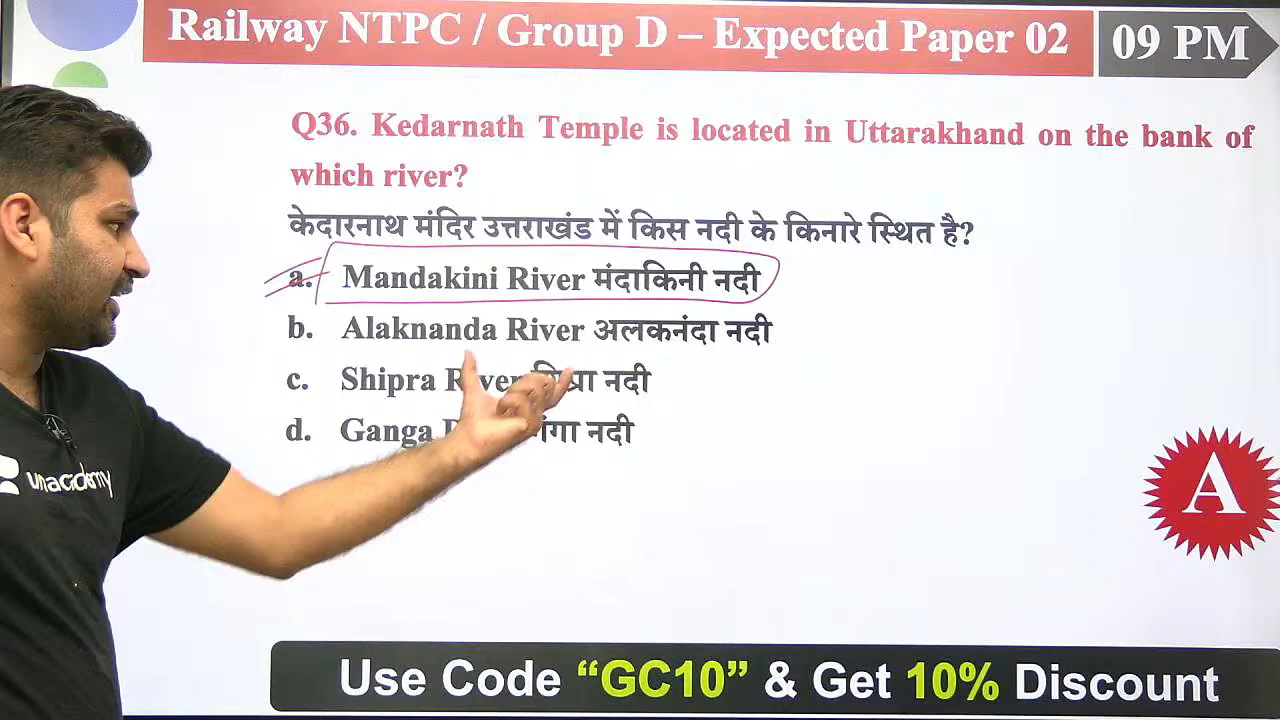 Railway NTPC / Group D – Expected Paper 02
09 PM
Q36. Kedarnath Temple is located in Uttarakhand on the bank of
which river?
केदारनाथ मंदिर उत्तराखंड में किस नदी के किनारे स्थित है?
a. Mandakini River मंदाकिनी नदी
b. Alaknanda River अलकनंदा नदी
c. Shipra River नदी
d. Ganga गंगा नदी
unacademy
A
Use Code “GC10” & Get 10% Discount